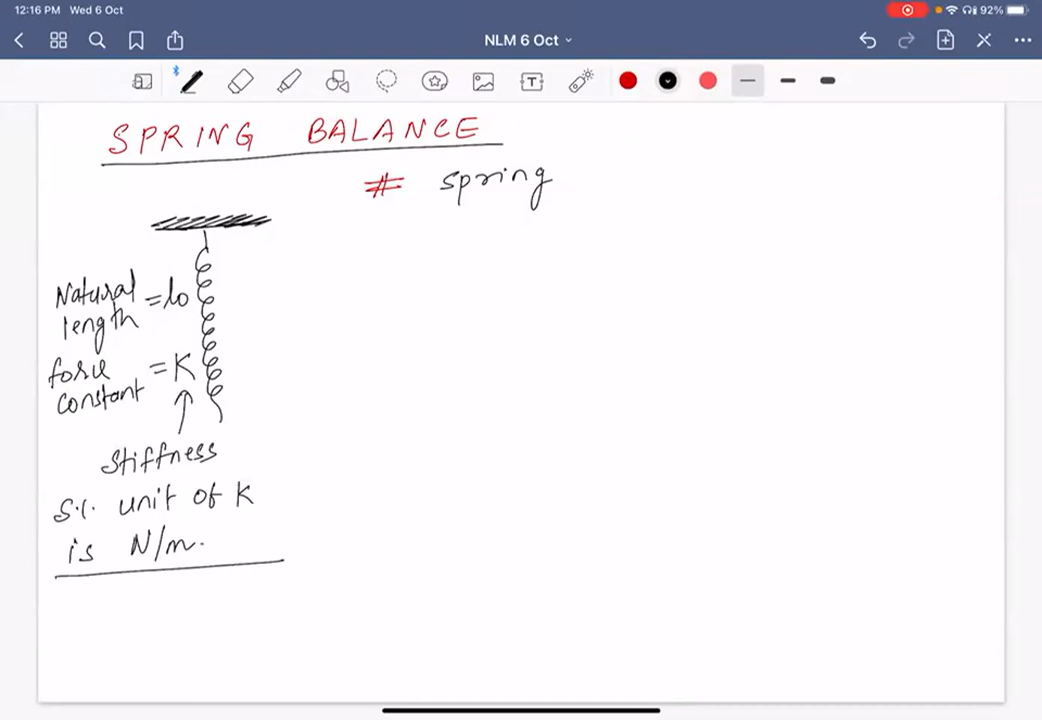 12:16 PM Wed 6 Oct
92%
NLM 6 Oct
SPRING BALANCE
# spring
Natural
length = lo
force
constant = K
Stiffness
S.I. unit of K
is N/m.